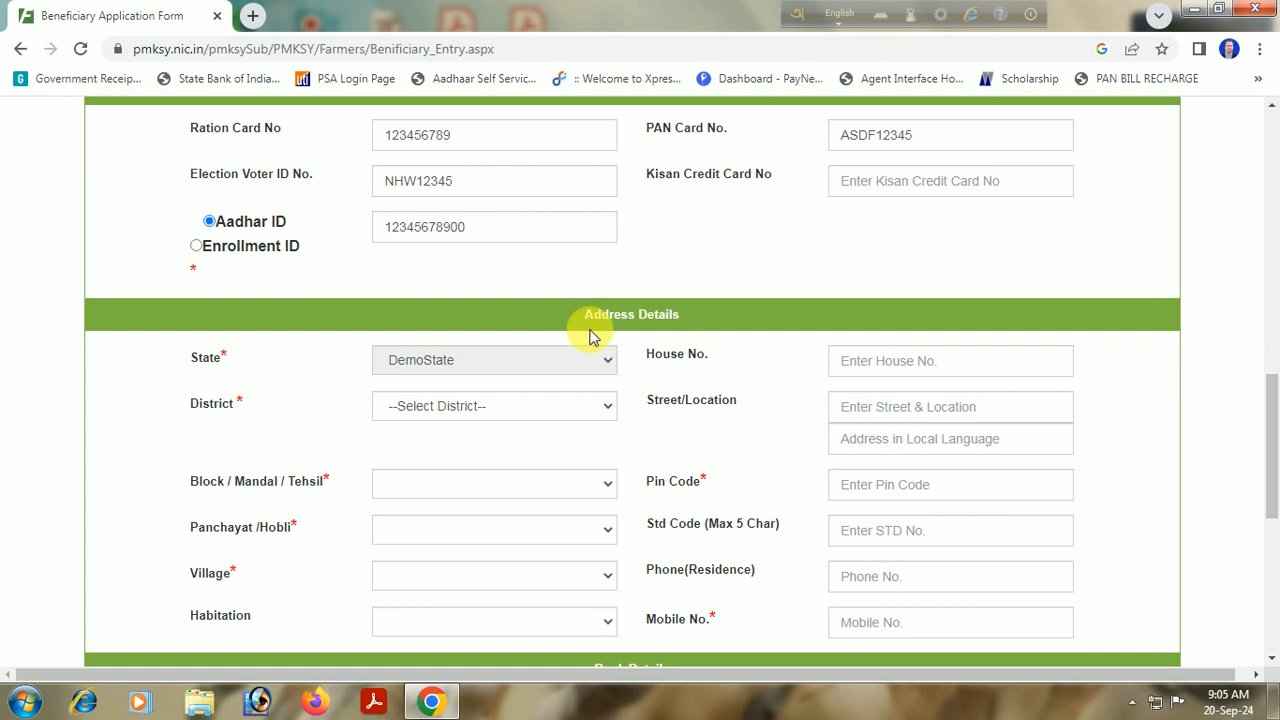 Beneficiary Application Form
English
pmksy.nic.in/pmksySub/PMKSY/Farmers/Benificiary_Entry.aspx
Government Receip... State Bank of India... uti PSA Login Page Aadhaar Self Servic... :: Welcome to Xpres... Dashboard - PayNe... Agent Interface Ho... Scholarship PAN BILL RECHARGE »
Ration Card No 123456789 PAN Card No. ASDF12345
Election Voter ID No. NHW12345 Kisan Credit Card No Enter Kisan Credit Card No
Aadhar ID 12345678900
Enrollment ID
*
Address Details
State* DemoState House No. Enter House No.
District * --Select District-- Street/Location Enter Street & Location
Address in Local Language
Block / Mandal / Tehsil* Pin Code* Enter Pin Code
Panchayat /Hobli* Std Code (Max 5 Char) Enter STD No.
Village* Phone(Residence) Phone No.
Habitation Mobile No.* Mobile No.
9:05 AM
20-Sep-24